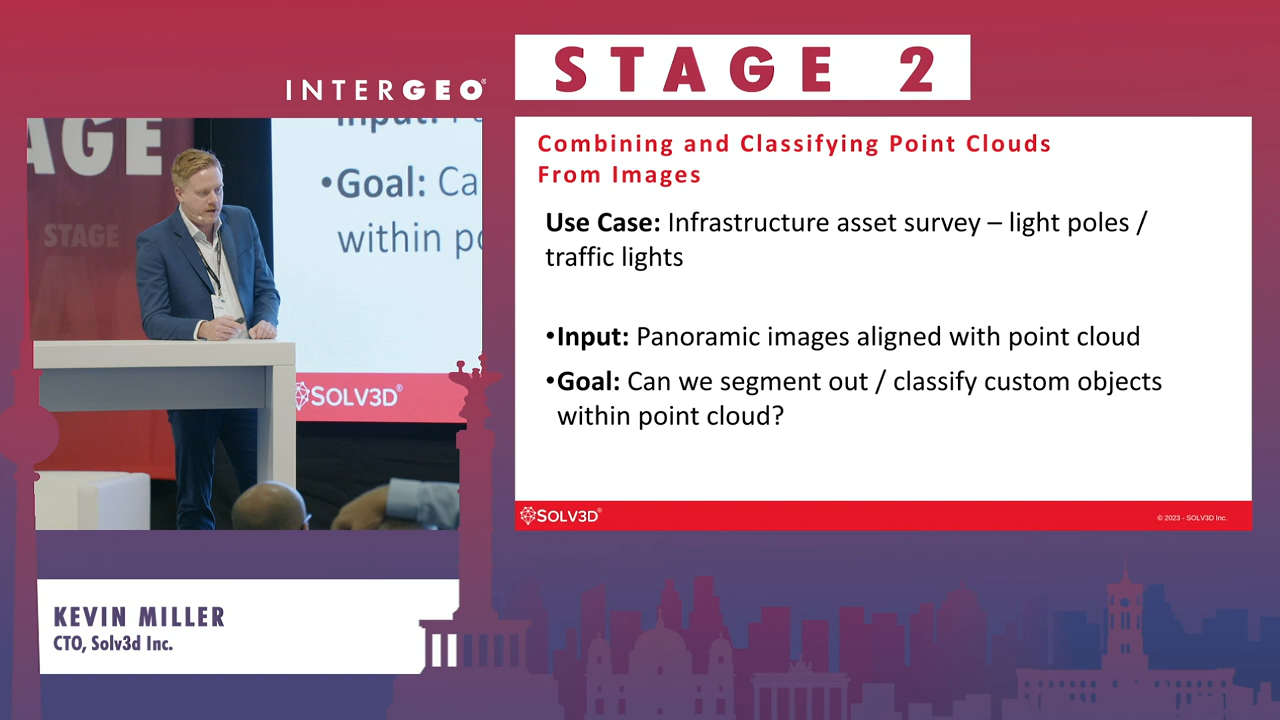 STAGE 2
INTERGEO®
AGE
STAGE
•Goal: Ca
within po
SOLV3D®
Combining and Classifying Point Clouds
From Images
Use Case: Infrastructure asset survey – light poles /
traffic lights
•Input: Panoramic images aligned with point cloud
•Goal: Can we segment out / classify custom objects
within point cloud?
SOLV3D®
© 2023 - SOLV3D Inc.
KEVIN MILLER
CTO, Solv3d Inc.